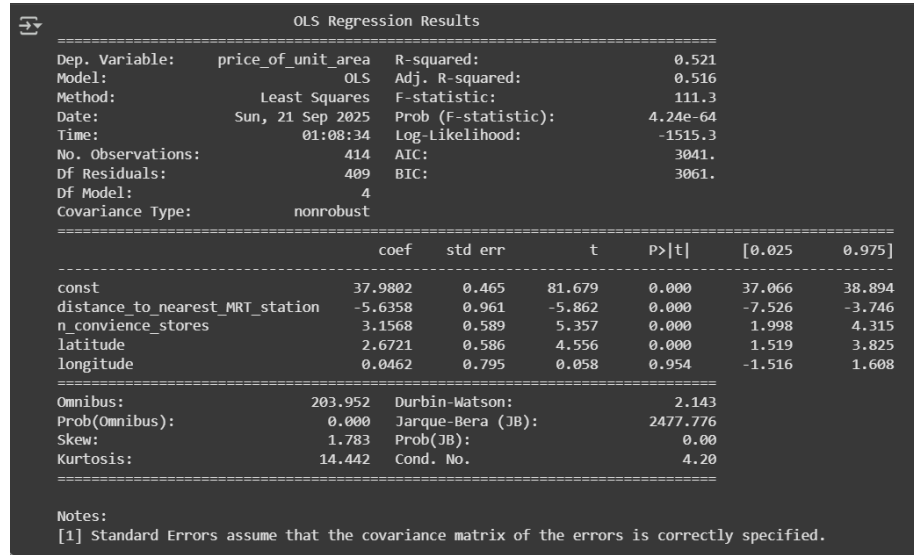 OLS Regression Results
==============================================================================
Dep. Variable: price_of_unit_area R-squared: 0.521
Model: OLS Adj. R-squared: 0.516
Method: Least Squares F-statistic: 111.3
Date: Sun, 21 Sep 2025 Prob (F-statistic): 4.24e-64
Time: 01:08:34 Log-Likelihood: -1515.3
No. Observations: 414 AIC: 3041.
Df Residuals: 409 BIC: 3061.
Df Model: 4
Covariance Type: nonrobust
===================================================================================================
coef std err t P>|t| [0.025 0.975]
---------------------------------------------------------------------------------------------------
const 37.9802 0.465 81.679 0.000 37.066 38.894
distance_to_nearest_MRT_station -5.6358 0.961 -5.862 0.000 -7.526 -3.746
n_convience_stores 3.1568 0.589 5.357 0.000 1.998 4.315
latitude 2.6721 0.586 4.556 0.000 1.519 3.825
longitude 0.0462 0.795 0.058 0.954 -1.516 1.608
==============================================================================
Omnibus: 203.952 Durbin-Watson: 2.143
Prob(Omnibus): 0.000 Jarque-Bera (JB): 2477.776
Skew: 1.783 Prob(JB): 0.00
Kurtosis: 14.442 Cond. No. 4.20
==============================================================================
Notes:
[1] Standard Errors assume that the covariance matrix of the errors is correctly specified.